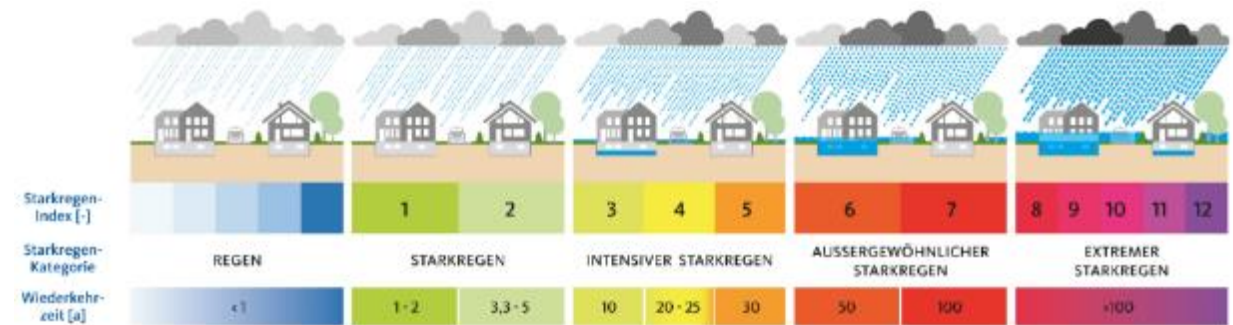 Starkregen-
Index [-]
1
2
3
4
5
6
7
8
9
10
11
12
Starkregen-
Kategorie
REGEN
STARKREGEN
INTENSIVER STARKREGEN
AUSSERGEWÖHNLICHER
STARKREGEN
EXTREMER
STARKREGEN
Wiederkehr-
zeit [a]
<1
1-2
3,3-5
10
20-25
30
50
100
>100